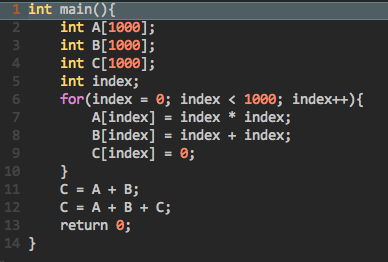 1 int main(){
2 int A[1000];
3 int B[1000];
4 int C[1000];
5 int index;
6 for(index = 0; index < 1000; index++){
7 A[index] = index * index;
8 B[index] = index + index;
9 C[index] = 0;
10 }
11 C = A + B;
12 C = A + B + C;
13 return 0;
14 }